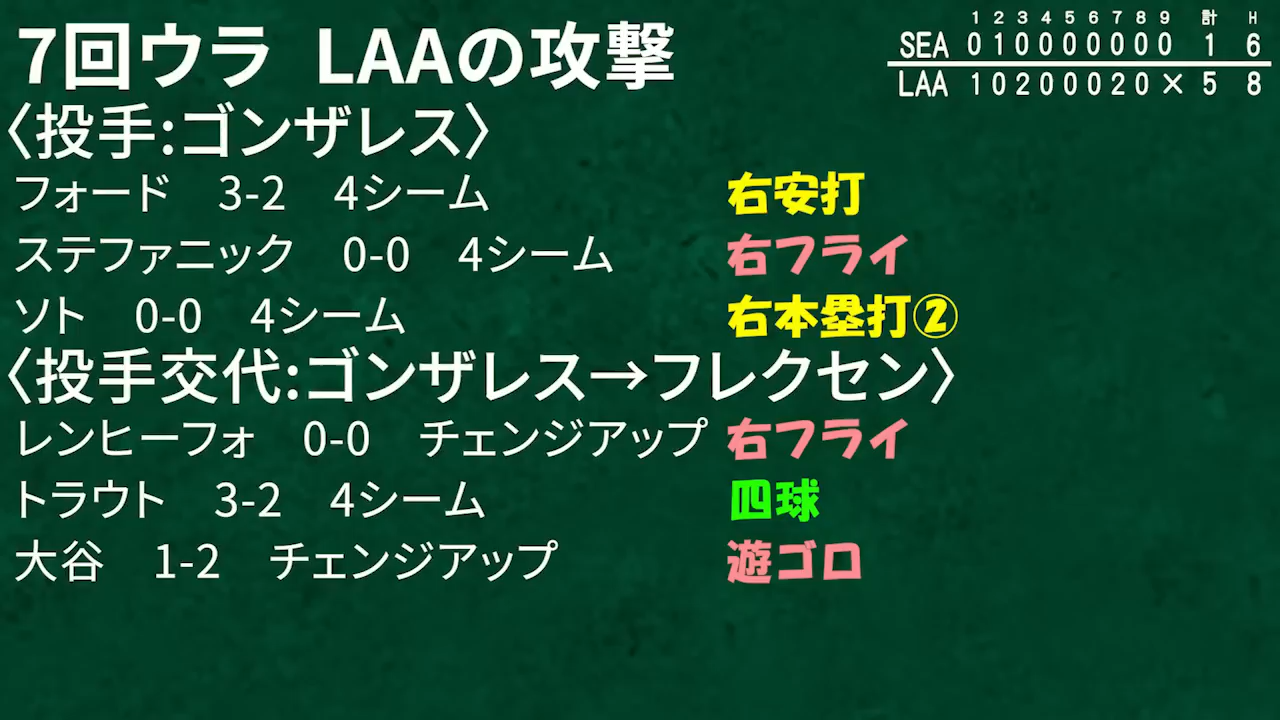 7回ウラ LAAの攻撃
1 2 3 4 5 6 7 8 9 計 H
SEA 0 1 0 0 0 0 0 0 0 1 6
LAA 1 0 2 0 0 0 2 0 × 5 8
〈投手:ゴンザレス〉
フォード 3-2 4シーム 右安打
ステファニック 0-0 4シーム 右フライ
ソト 0-0 4シーム 右本塁打②
〈投手交代:ゴンザレス→フレクセン〉
レンヒーフォ 0-0 チェンジアップ 右フライ
トラウト 3-2 4シーム 四球
大谷 1-2 チェンジアップ 遊ゴロ